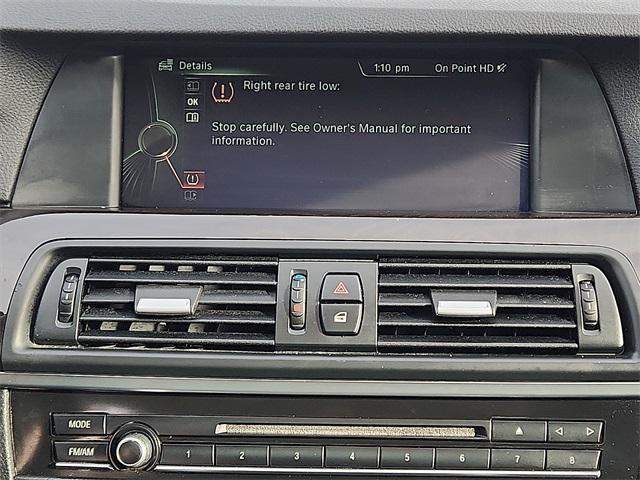 Details
1:10 pm
On Point HD
OK
Right rear tire low:
Stop carefully. See Owner's Manual for important
information.
MODE
FM/AM
1 2 3 4 5 6 7 8